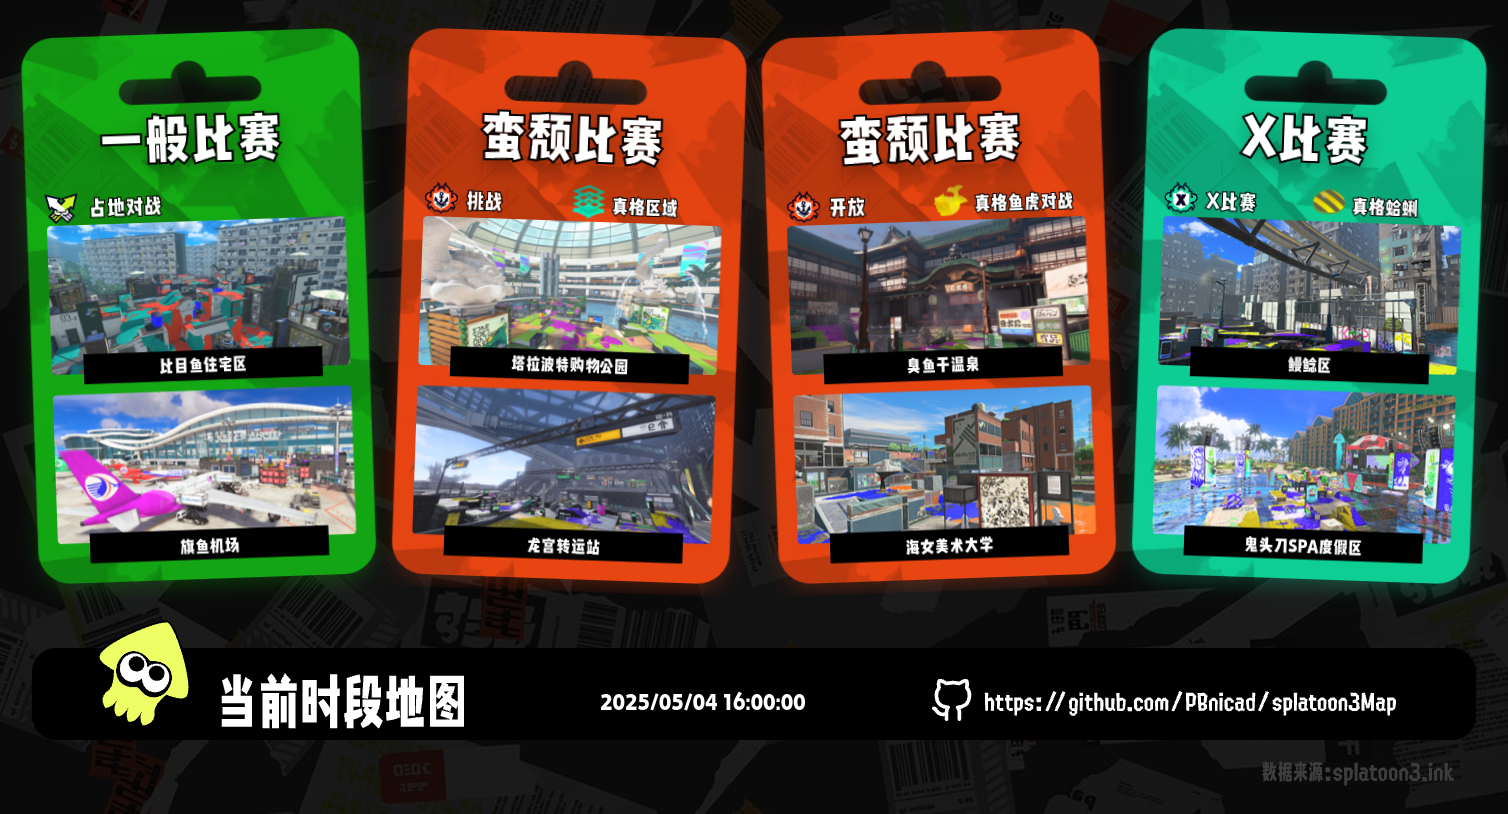 一般比赛
占地对战
比目鱼住宅区
旗鱼机场
蛮颓比赛
挑战
真格区域
塔拉波特购物公园
龙宫转运站
蛮颓比赛
开放
真格鱼虎对战
臭鱼干温泉
海女美术大学
X比赛
X比赛
真格蛤蜊
鳗鲶区
鬼头刀SPA度假区
当前时段地图
2025/05/04 16:00:00
https://github.com/PBnicad/splatoon3Map
数据来源:splatoon3.ink